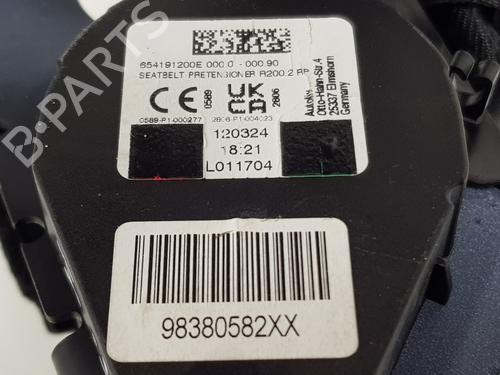 654191200E 000.0 - 000.90
SEATBELT PRETENSIONER R200.2 RP
CE
0589
UK
CA
2806
Autoliv
Otto-Hahn-Str.4
25337 Elmshorn
Germany
0589-P1-000277
2806-P1-004023
120324
18:21
L011704
98380582XX
B-PARTS